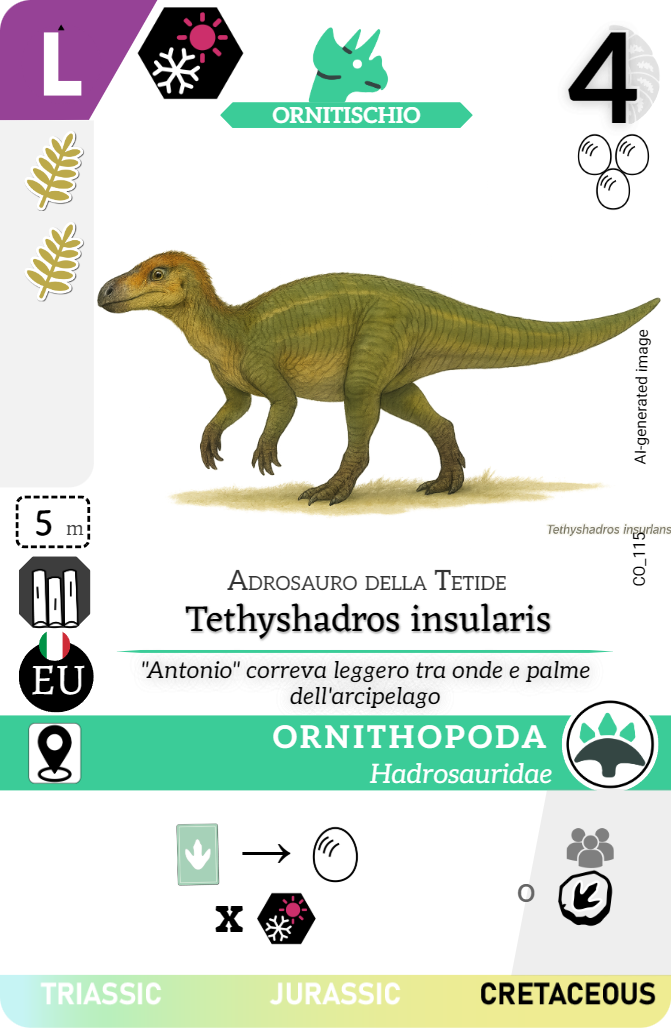 L
4
ORNITISCHIO
AI-generated image
5 m
Tethyshadros insurlans
CO_115
ADROSAURO DELLA TETIDE
Tethyshadros insularis
EU
"Antonio" correva leggero tra onde e palme
dell'arcipelago
ORNITHOPODA
Hadrosauridae
O
X
TRIASSIC JURASSIC CRETACEOUS